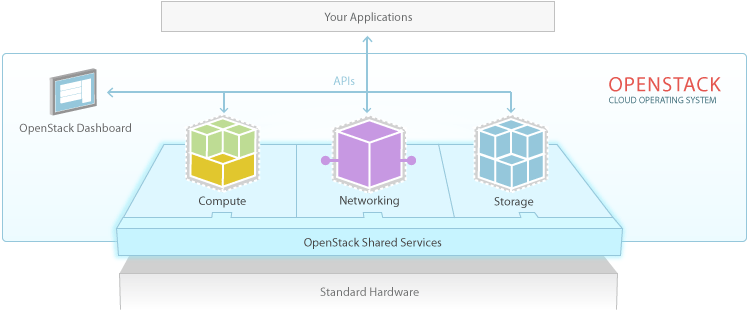 Your Applications
APIs
OPENSTACK
CLOUD OPERATING SYSTEM
OpenStack Dashboard
Compute
Networking
Storage
OpenStack Shared Services
Standard Hardware